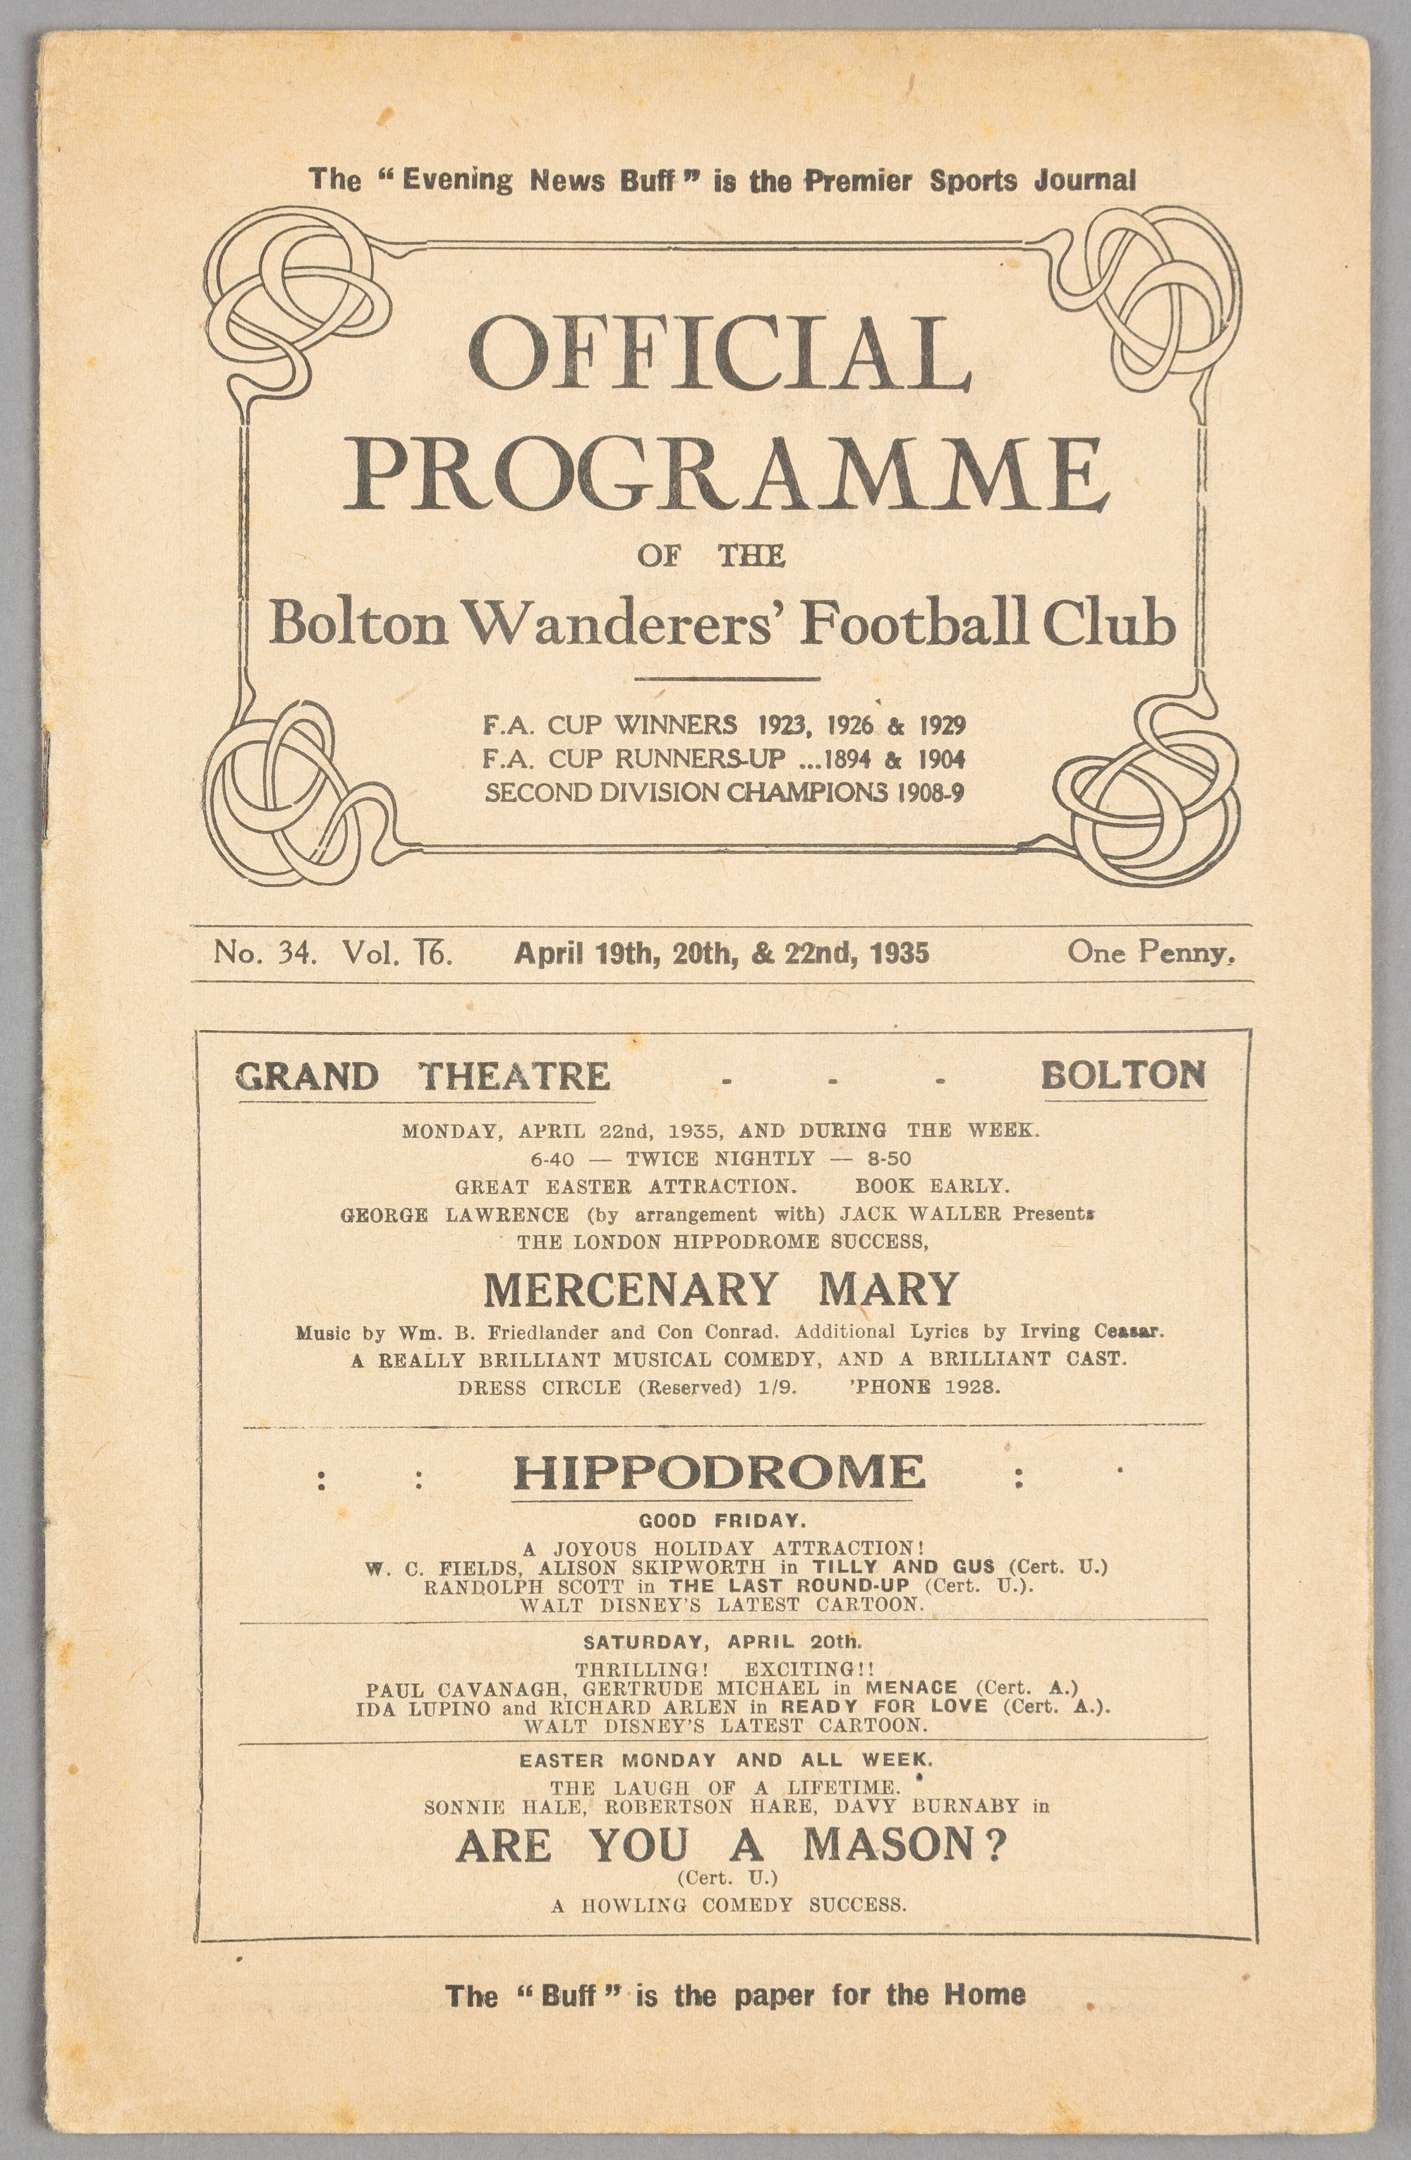 The “Evening News Buff” is the Premier Sports Journal
OFFICIAL
PROGRAMME
OF THE
Bolton Wanderers’ Football Club
F.A. CUP WINNERS 1923, 1926 & 1929
F.A. CUP RUNNERS-UP ...1894 & 1904
SECOND DIVISION CHAMPIONS 1908-9
No. 34. Vol. 16. April 19th, 20th, & 22nd, 1935 One Penny.
GRAND THEATRE - - - BOLTON
MONDAY, APRIL 22nd, 1935, AND DURING THE WEEK.
6-40 — TWICE NIGHTLY — 8-50
GREAT EASTER ATTRACTION. BOOK EARLY.
GEORGE LAWRENCE (by arrangement with) JACK WALLER Presents
THE LONDON HIPPODROME SUCCESS,
MERCENARY MARY
Music by Wm. B. Friedlander and Con Conrad. Additional Lyrics by Irving Ceasar.
A REALLY BRILLIANT MUSICAL COMEDY, AND A BRILLIANT CAST.
DRESS CIRCLE (Reserved) 1/9. ’PHONE 1928.
: : HIPPODROME : ·
GOOD FRIDAY.
A JOYOUS HOLIDAY ATTRACTION!
W. C. FIELDS, ALISON SKIPWORTH in TILLY AND GUS (Cert. U.)
RANDOLPH SCOTT in THE LAST ROUND-UP (Cert. U.).
WALT DISNEY'S LATEST CARTOON.
SATURDAY, APRIL 20th.
THRILLING! EXCITING!!
PAUL CAVANAGH, GERTRUDE MICHAEL in MENACE (Cert. A.)
IDA LUPINO and RICHARD ARLEN in READY FOR LOVE (Cert. A.).
WALT DISNEY'S LATEST CARTOON.
EASTER MONDAY AND ALL WEEK.
THE LAUGH OF A LIFETIME.
SONNIE HALE, ROBERTSON HARE, DAVY BURNABY in
ARE YOU A MASON?
(Cert. U.)
A HOWLING COMEDY SUCCESS.
The “Buff” is the paper for the Home